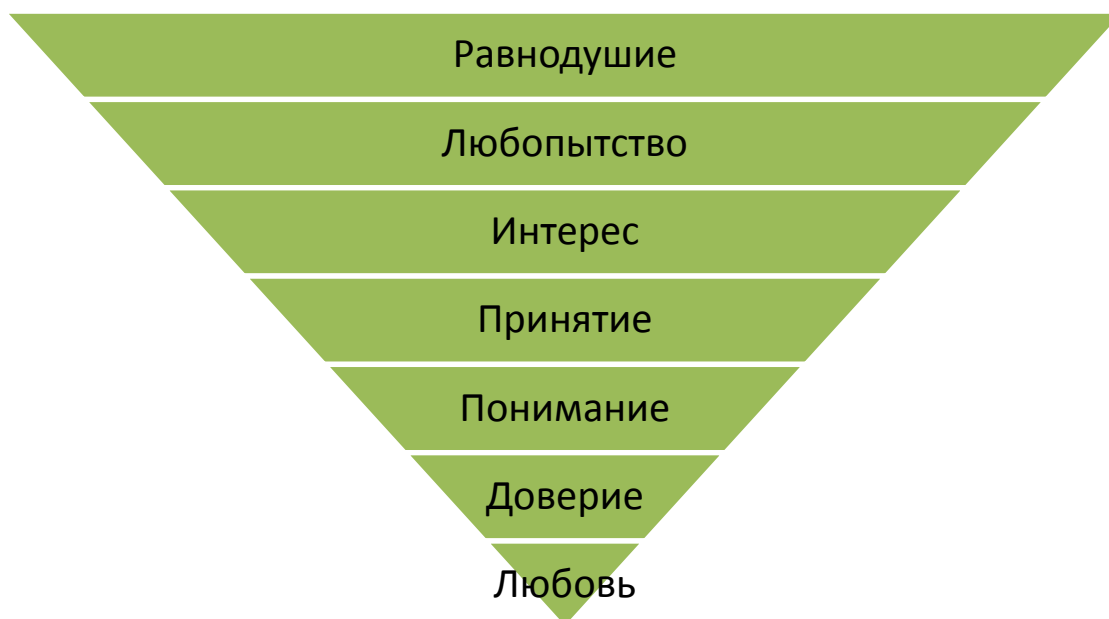 Равнодушие
Любопытство
Интерес
Принятие
Понимание
Доверие
Любовь